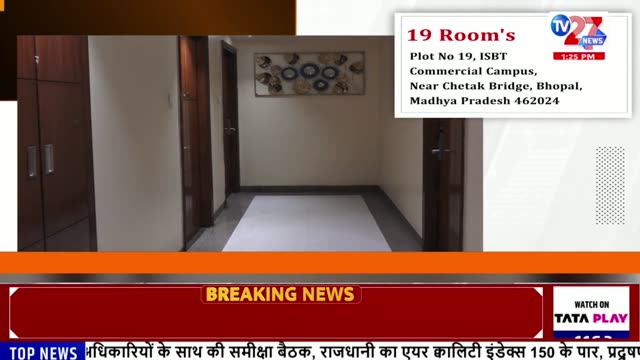 19 Room's
Plot No 19, ISBT
Commercial Campus,
Near Chetak Bridge, Bhopal,
Madhya Pradesh 462024
TV 27
NEWS
1:25 PM
BREAKING NEWS
WATCH ON
TATA PLAY
TOP NEWS
अधिकारियों के साथ की समीक्षा बैठक, राजधानी का एयर क्वालिटी इंडेक्स 150 के पार,